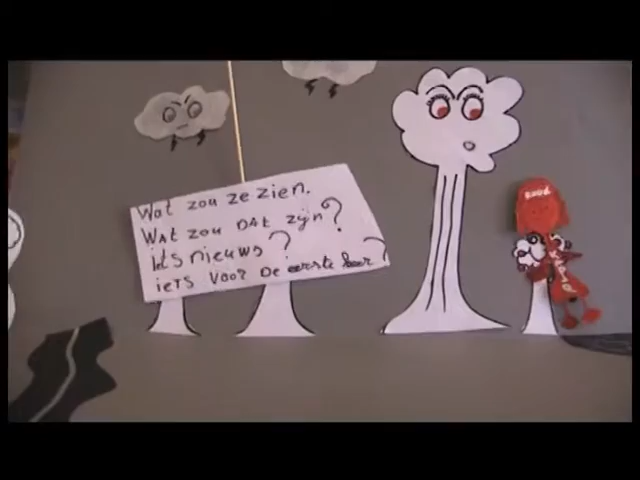 Wat zou ze zien.
Wat zou DAt zijn?
Iets nieuws?
iets voor De eerste keer?